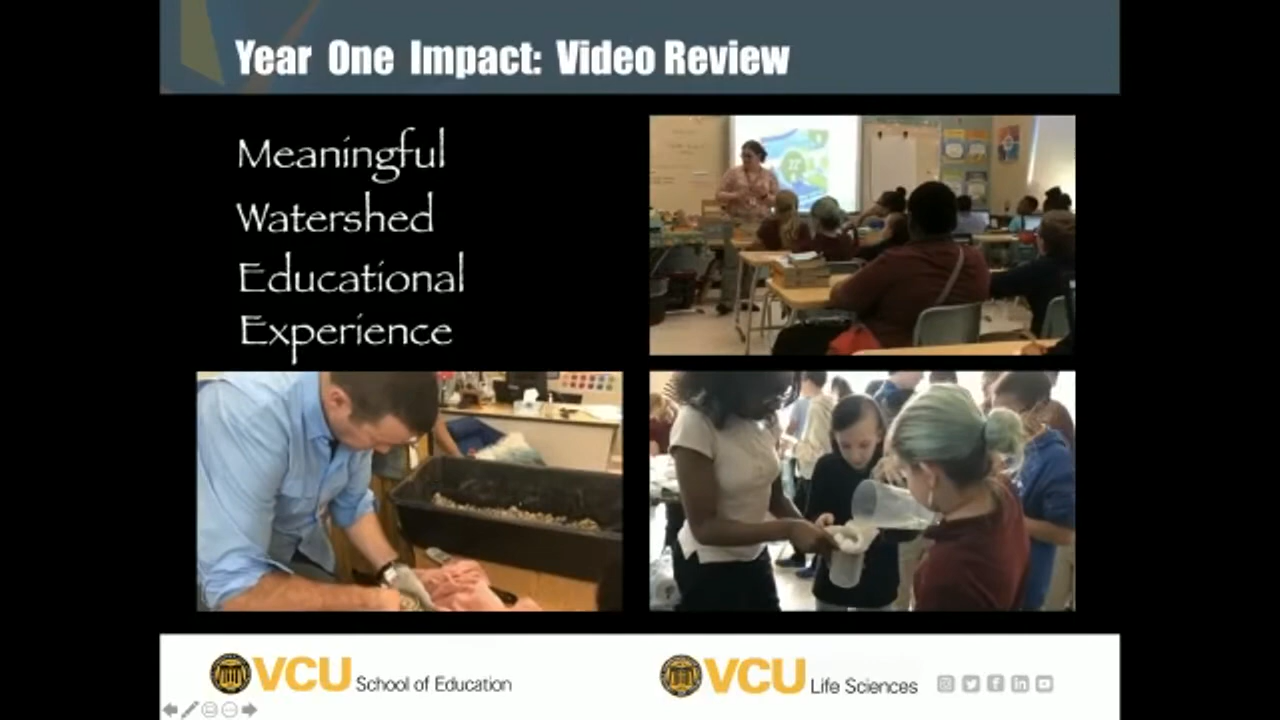 Year One Impact: Video Review
Meaningful
Watershed
Educational
Experience
VCU School of Education
VCU Life Sciences